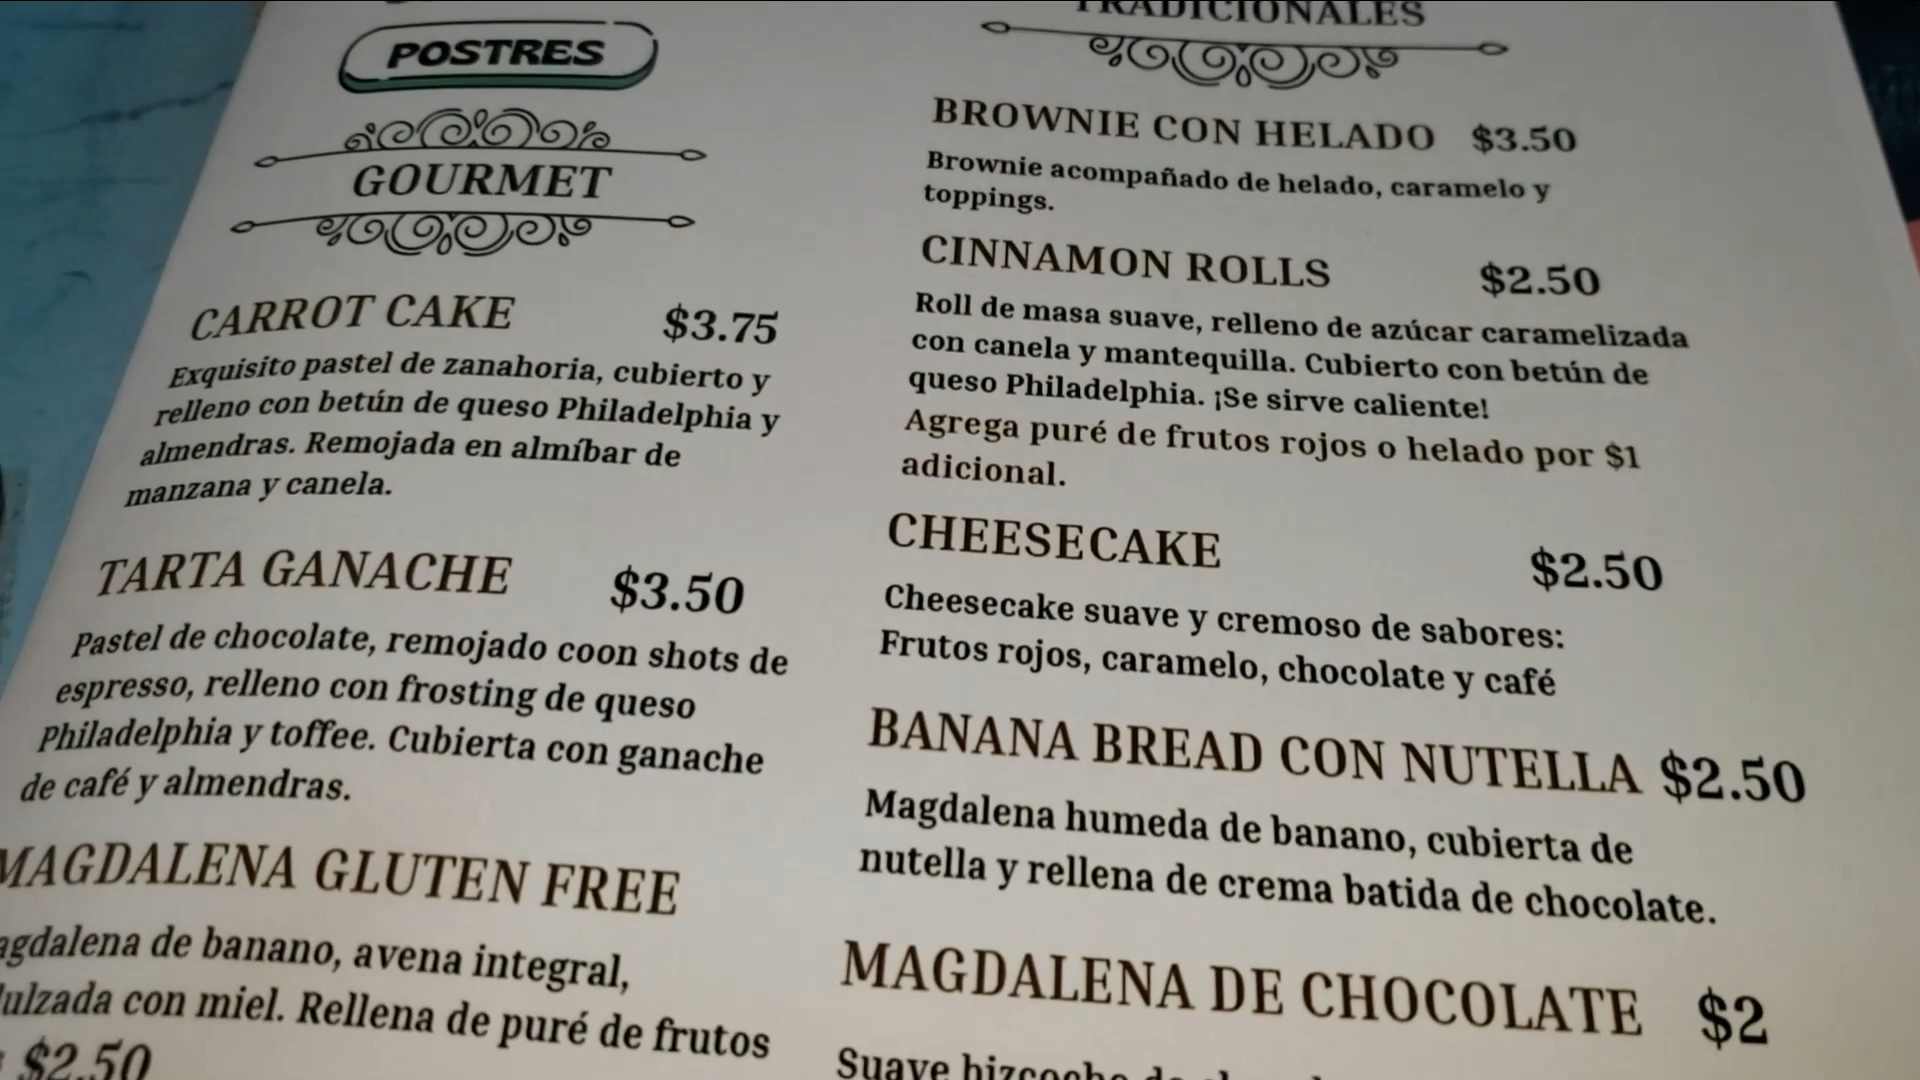 POSTRES
GOURMET
CARROT CAKE $3.75
Exquisito pastel de zanahoria, cubierto y
relleno con betún de queso Philadelphia y
almendras. Remojada en almíbar de
manzana y canela.
TARTA GANACHE $3.50
Pastel de chocolate, remojado coon shots de
espresso, relleno con frosting de queso
Philadelphia y toffee. Cubierta con ganache
de café y almendras.
MAGDALENA GLUTEN FREE
agdalena de banano, avena integral,
ulzada con miel. Rellena de puré de frutos
$2.50
TRADICIONALES
BROWNIE CON HELADO $3.50
Brownie acompañado de helado, caramelo y
toppings.
CINNAMON ROLLS $2.50
Roll de masa suave, relleno de azúcar caramelizada
con canela y mantequilla. Cubierto con betún de
queso Philadelphia. ¡Se sirve caliente!
Agrega puré de frutos rojos o helado por $1
adicional.
CHEESECAKE $2.50
Cheesecake suave y cremoso de sabores:
Frutos rojos, caramelo, chocolate y café
BANANA BREAD CON NUTELLA $2.50
Magdalena humeda de banano, cubierta de
nutella y rellena de crema batida de chocolate.
MAGDALENA DE CHOCOLATE $2
Suave bizcocho de